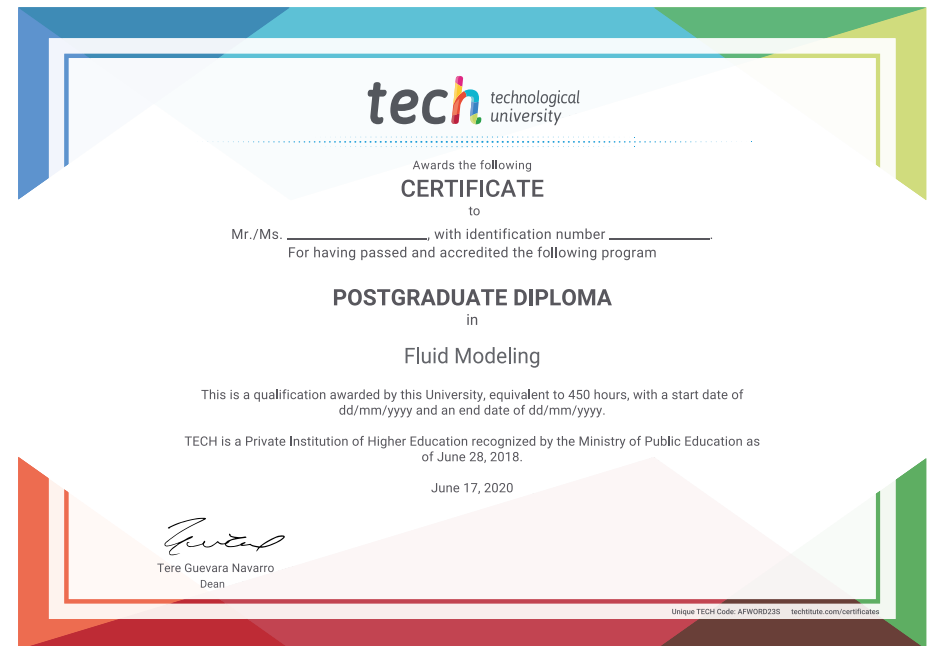 tech technological
university
Awards the following
CERTIFICATE
to
Mr./Ms. ____________________, with identification number ______________.
For having passed and accredited the following program
POSTGRADUATE DIPLOMA
in
Fluid Modeling
This is a qualification awarded by this University, equivalent to 450 hours, with a start date of
dd/mm/yyyy and an end date of dd/mm/yyyy.
TECH is a Private Institution of Higher Education recognized by the Ministry of Public Education as
of June 28, 2018.
June 17, 2020
Tere Guevara Navarro
Dean
Unique TECH Code: AFWORD23S techtitute.com/certificates